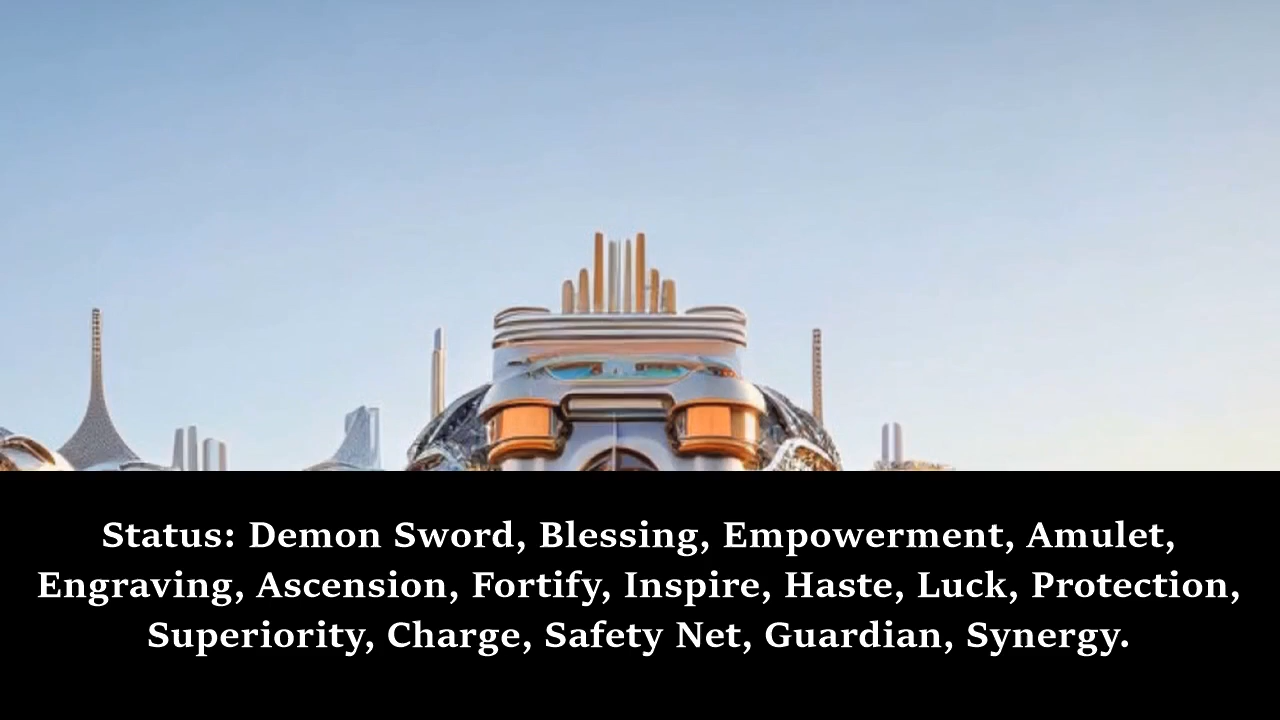 Status: Demon Sword, Blessing, Empowerment, Amulet,
Engraving, Ascension, Fortify, Inspire, Haste, Luck, Protection,
Superiority, Charge, Safety Net, Guardian, Synergy.